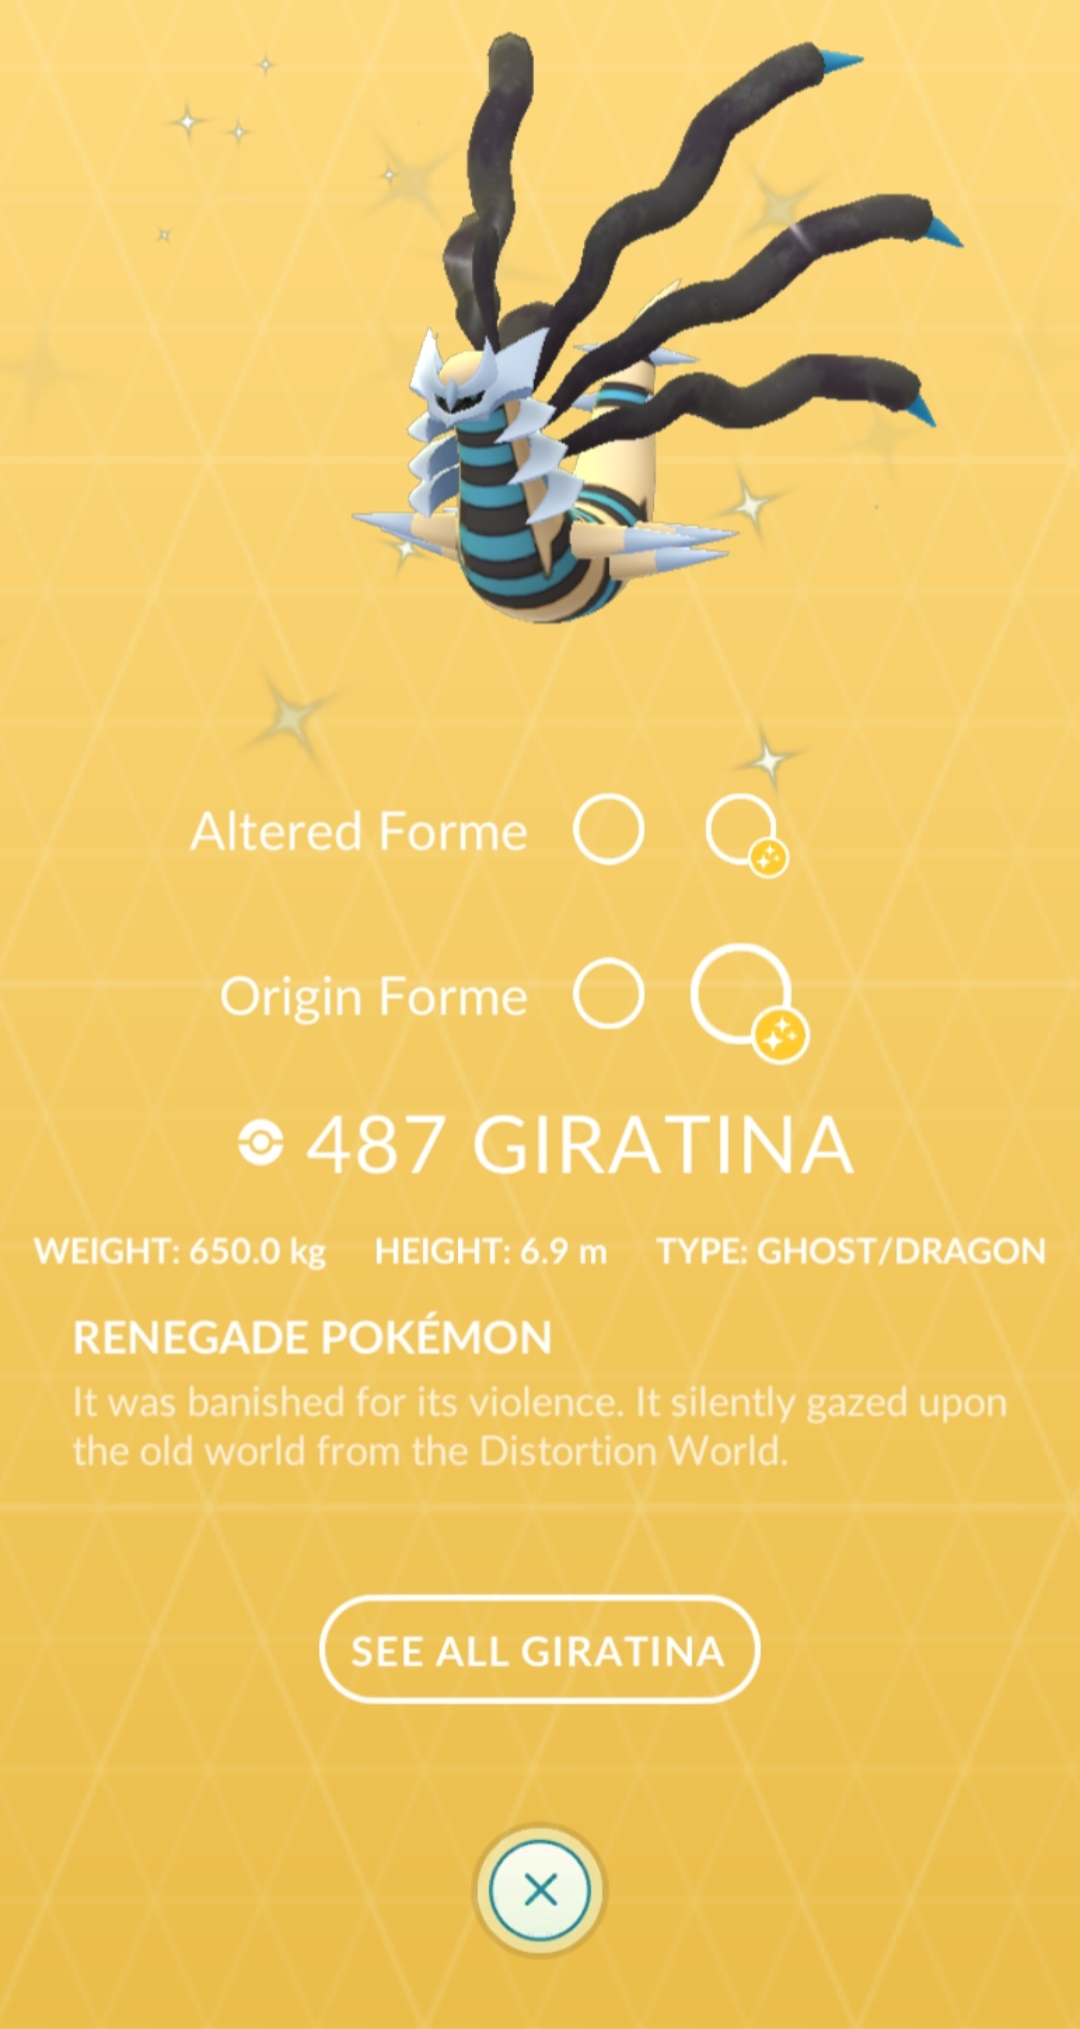 Altered Forme
Origin Forme
487 GIRATINA
WEIGHT: 650.0 kg HEIGHT: 6.9 m TYPE: GHOST/DRAGON
RENEGADE POKÉMON
It was banished for its violence. It silently gazed upon
the old world from the Distortion World.
SEE ALL GIRATINA